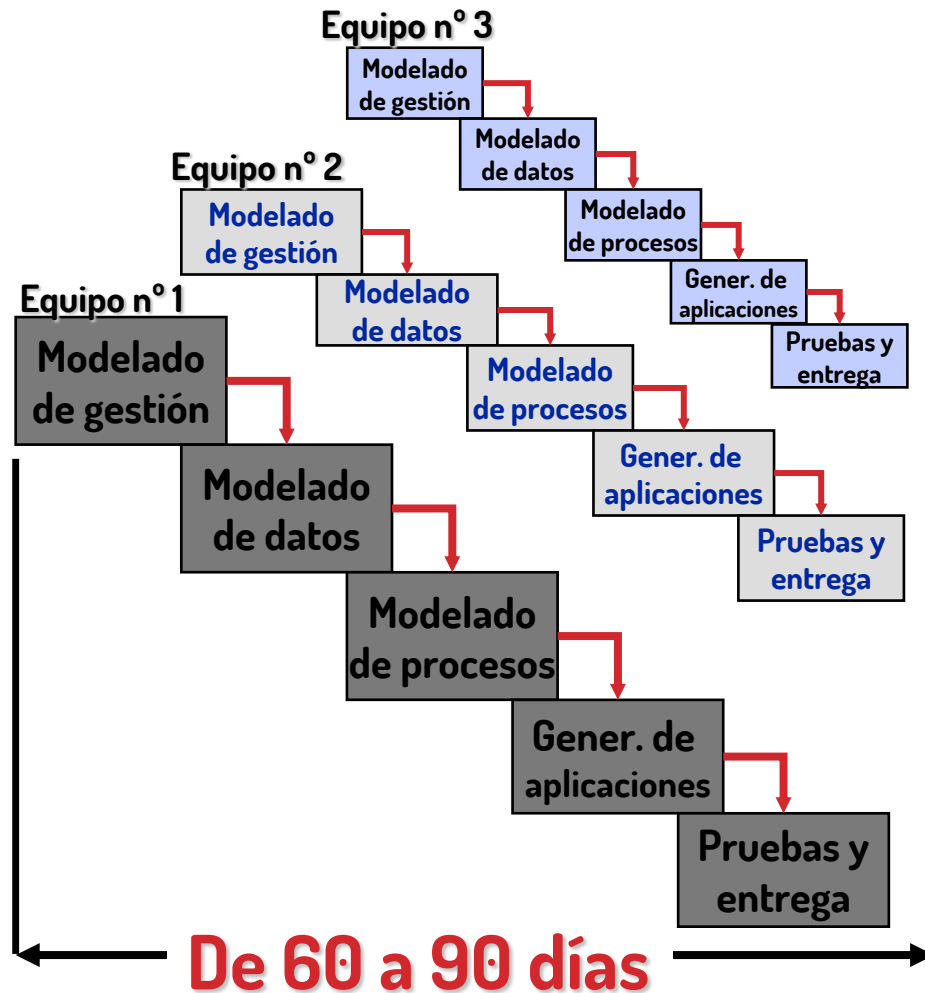 Equipo nº 3
Modelado
de gestión
Modelado
de datos
Modelado
de procesos
Gener. de
aplicaciones
Pruebas y
entrega
Equipo nº 2
Modelado
de gestión
Modelado
de datos
Modelado
de procesos
Gener. de
aplicaciones
Pruebas y
entrega
Equipo nº 1
Modelado
de gestión
Modelado
de datos
Modelado
de procesos
Gener. de
aplicaciones
Pruebas y
entrega
De 60 a 90 días